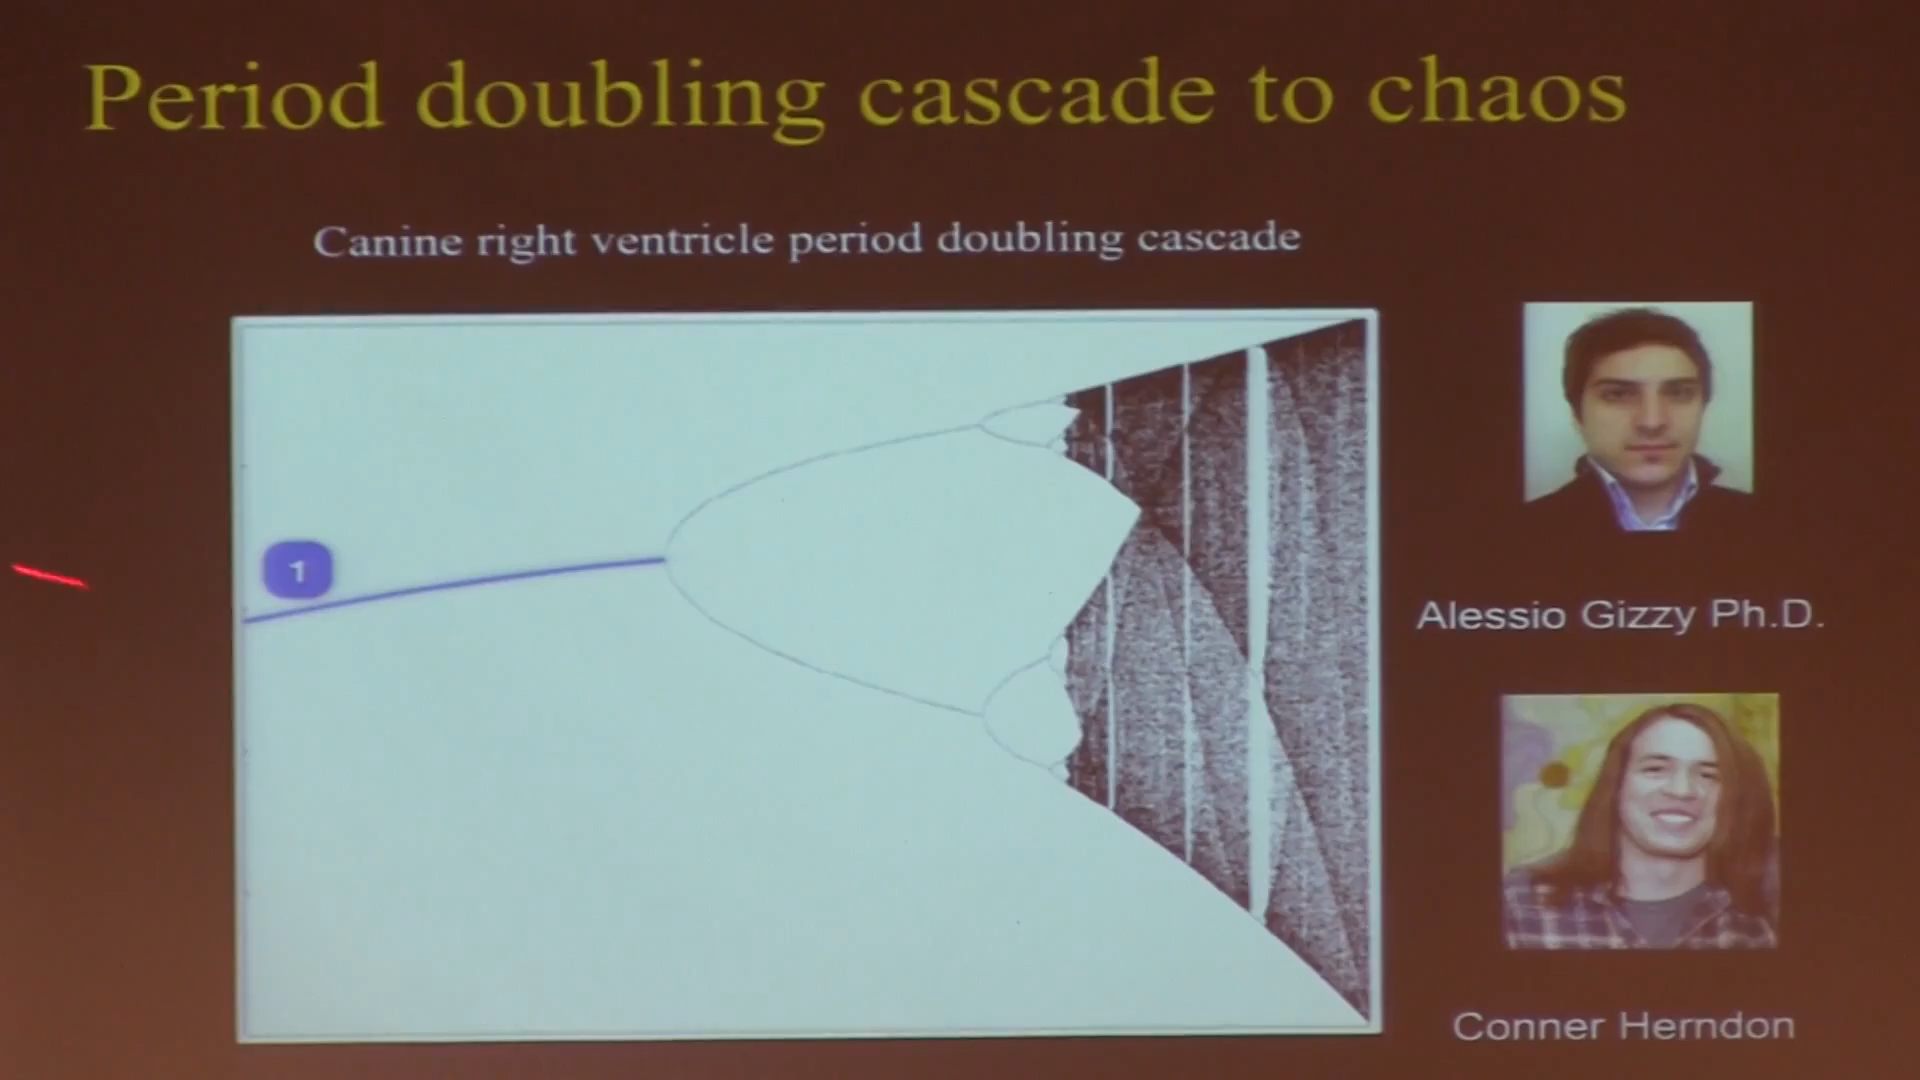 Period doubling cascade to chaos
Canine right ventricle period doubling cascade
1
Alessio Gizzy Ph.D.
Conner Herndon